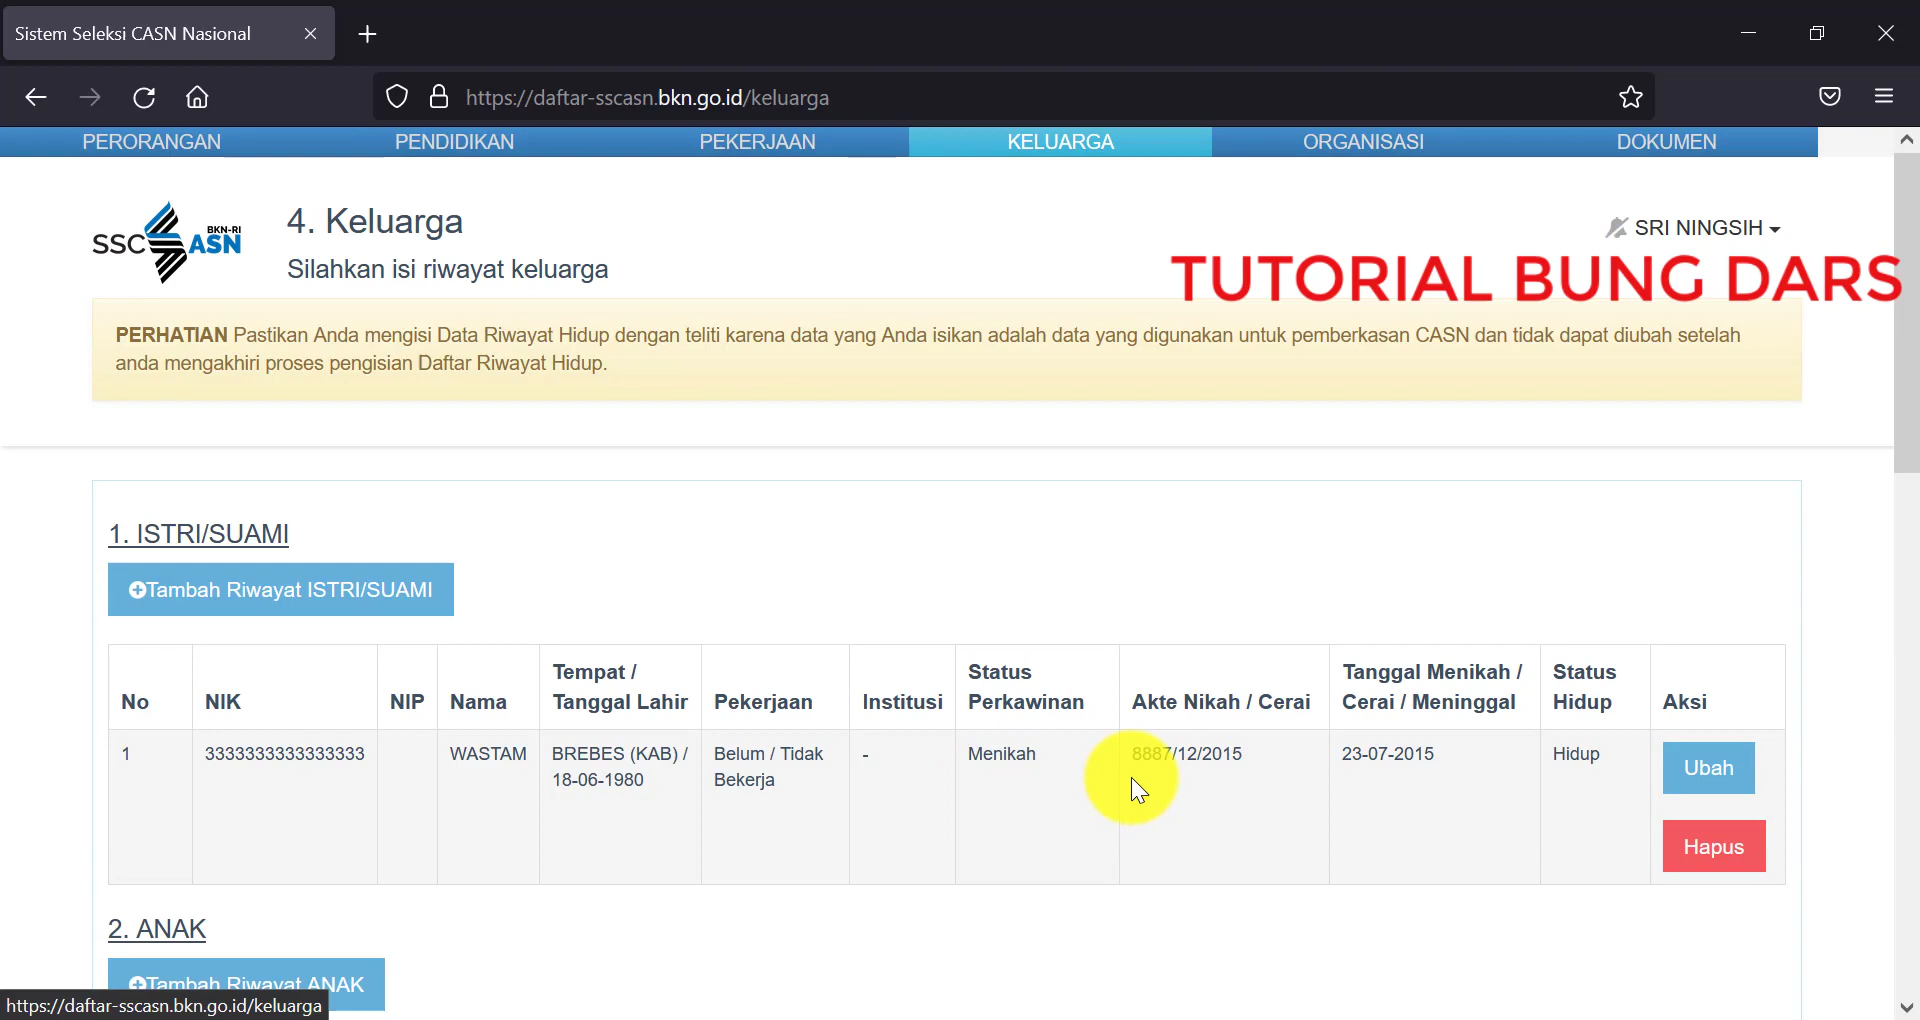 Sistem Seleksi CASN Nasional
https://daftar-sscasn.bkn.go.id/keluarga
PERORANGAN PENDIDIKAN PEKERJAAN KELUARGA ORGANISASI DOKUMEN
SSC ASN BKN-RI
4. Keluarga
Silahkan isi riwayat keluarga
SRI NINGSIH
TUTORIAL BUNG DARS
PERHATIAN Pastikan Anda mengisi Data Riwayat Hidup dengan teliti karena data yang Anda isikan adalah data yang digunakan untuk pemberkasan CASN dan tidak dapat diubah setelah
anda mengakhiri proses pengisian Daftar Riwayat Hidup.
1. ISTRI/SUAMI
Tambah Riwayat ISTRI/SUAMI
No NIK NIP Nama Tempat / Tanggal Lahir Pekerjaan Institusi Status Perkawinan Akte Nikah / Cerai Tanggal Menikah / Cerai / Meninggal Status Hidup Aksi
1 3333333333333333 WASTAM BREBES (KAB) / 18-06-1980 Belum / Tidak Bekerja - Menikah 8887/12/2015 23-07-2015 Hidup Ubah
Hapus
2. ANAK
Tambah Riwayat ANAK
https://daftar-sscasn.bkn.go.id/keluarga